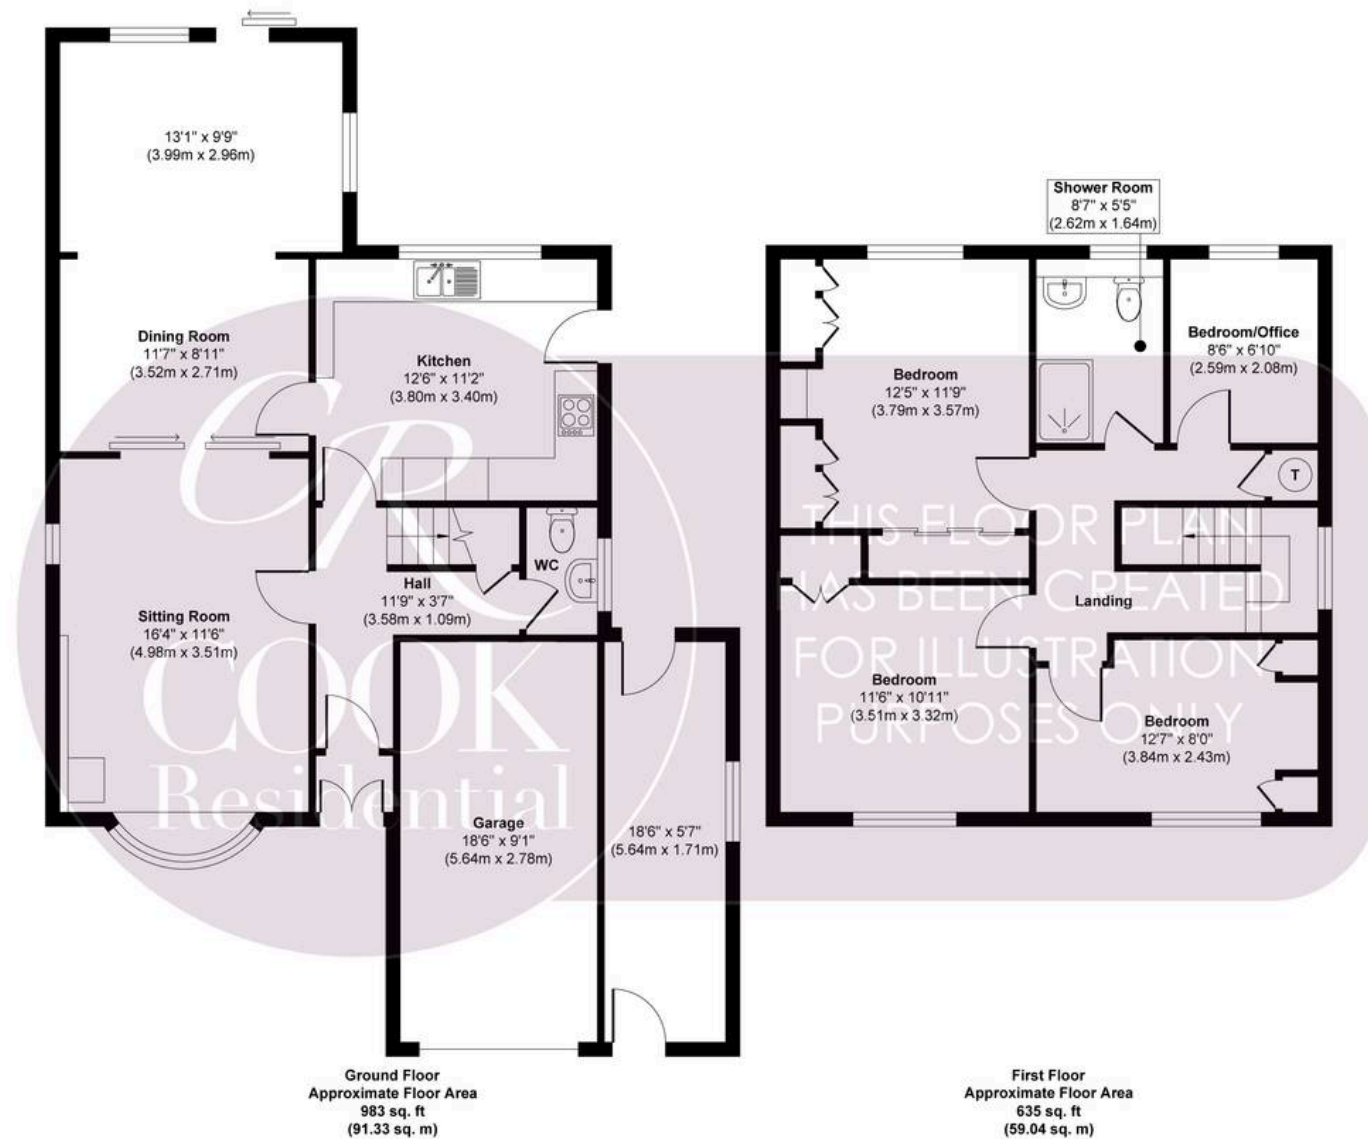 13'1" x 9'9"
(3.99m x 2.96m)
Dining Room
11'7" x 8'11"
(3.52m x 2.71m)
Kitchen
12'6" x 11'2"
(3.80m x 3.40m)
WC
Hall
11'9" x 3'7"
(3.58m x 1.09m)
Sitting Room
16'4" x 11'6"
(4.98m x 3.51m)
Garage
18'6" x 9'1"
(5.64m x 2.78m)
18'6" x 5'7"
(5.64m x 1.71m)
CR
COOK
Residential
Ground Floor
Approximate Floor Area
983 sq. ft
(91.33 sq. m)
Shower Room
8'7" x 5'5"
(2.62m x 1.64m)
Bedroom/Office
8'6" x 6'10"
(2.59m x 2.08m)
Bedroom
12'5" x 11'9"
(3.79m x 3.57m)
T
Landing
Bedroom
11'6" x 10'11"
(3.51m x 3.32m)
Bedroom
12'7" x 8'0"
(3.84m x 2.43m)
THIS FLOOR PLAN
HAS BEEN CREATED
FOR ILLUSTRATION
PURPOSES ONLY
First Floor
Approximate Floor Area
635 sq. ft
(59.04 sq. m)